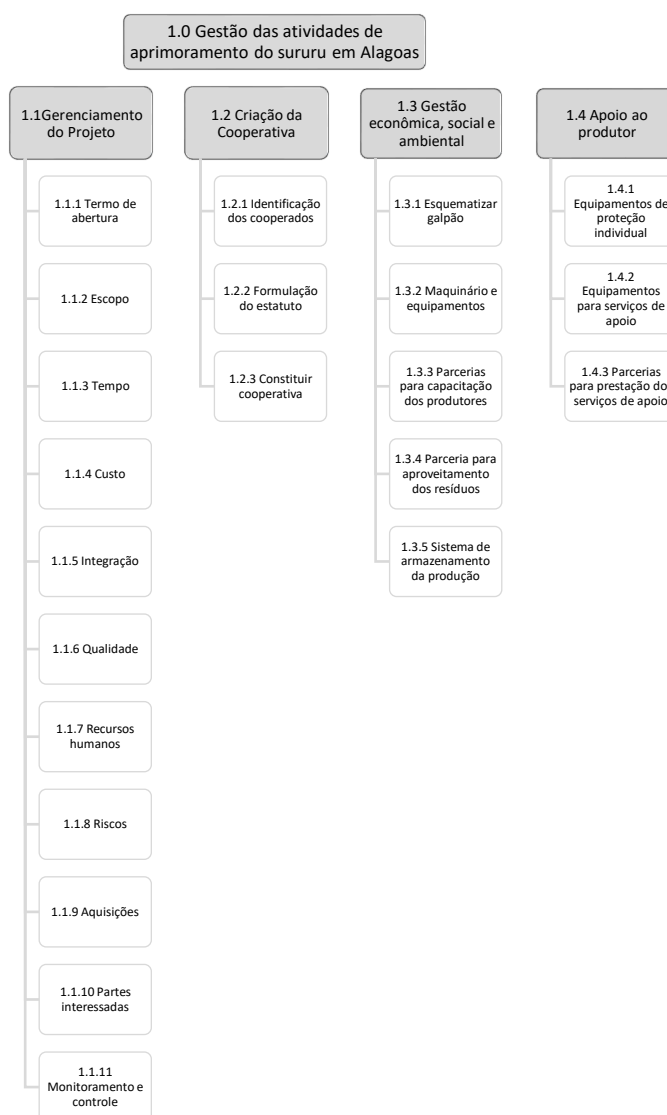 1.0 Gestão das atividades de
aprimoramento do sururu em Alagoas
1.1Gerenciamento
do Projeto
1.1.1 Termo de
abertura
1.1.2 Escopo
1.1.3 Tempo
1.1.4 Custo
1.1.5 Integração
1.1.6 Qualidade
1.1.7 Recursos
humanos
1.1.8 Riscos
1.1.9 Aquisições
1.1.10 Partes
interessadas
1.1.11
Monitoramento e
controle
1.2 Criação da
Cooperativa
1.2.1 Identificação
dos cooperados
1.2.2 Formulação
do estatuto
1.2.3 Constituir
cooperativa
1.3 Gestão
econômica, social e
ambiental
1.3.1 Esquematizar
galpão
1.3.2 Maquinário e
equipamentos
1.3.3 Parcerias
para capacitação
dos produtores
1.3.4 Parceria para
aproveitamento
dos resíduos
1.3.5 Sistema de
armazenamento
da produção
1.4 Apoio ao
produtor
1.4.1
Equipamentos de
proteção
individual
1.4.2
Equipamentos
para serviços de
apoio
1.4.3 Parcerias
para prestação do
serviços de apoio